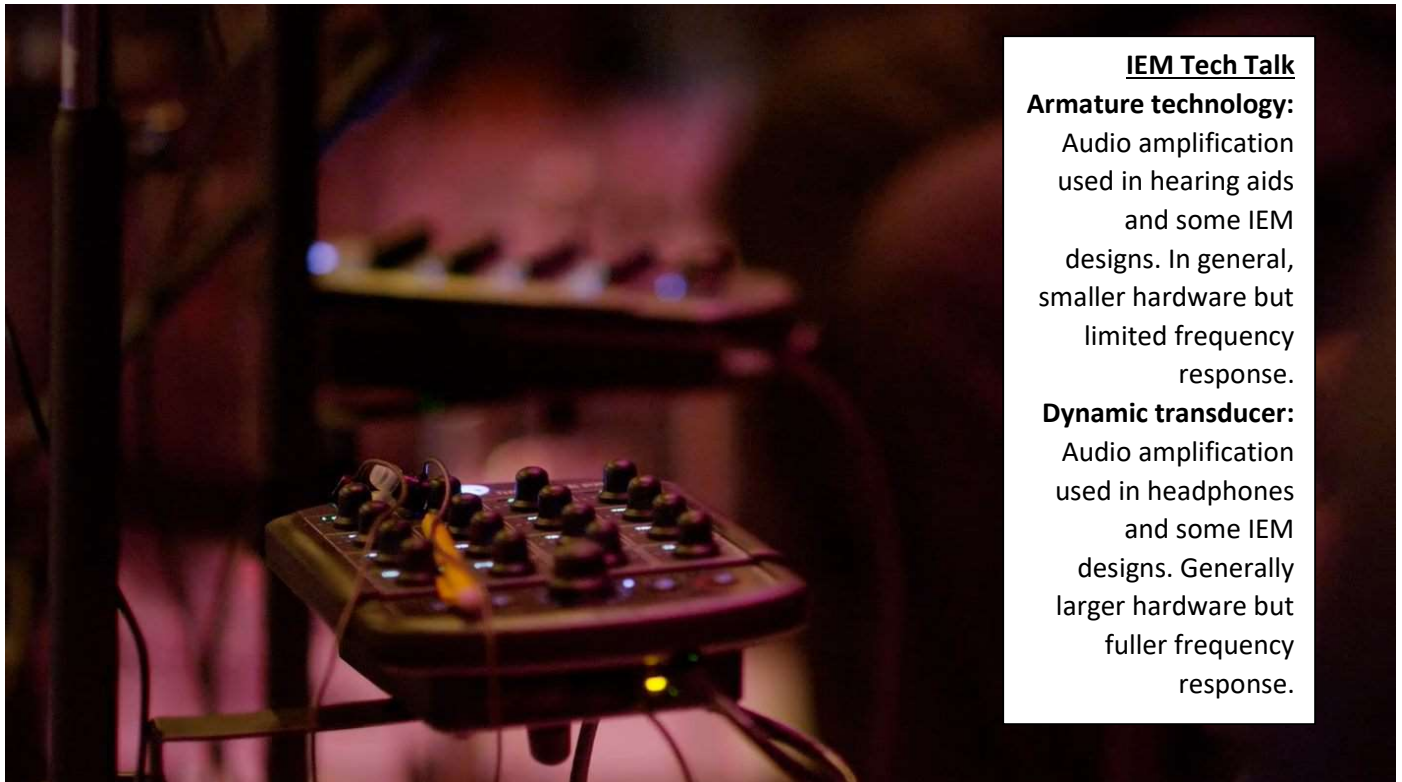 IEM Tech Talk
Armature technology:
Audio amplification
used in hearing aids
and some IEM
designs. In general,
smaller hardware but
limited frequency
response.
Dynamic transducer:
Audio amplification
used in headphones
and some IEM
designs. Generally
larger hardware but
fuller frequency
response.